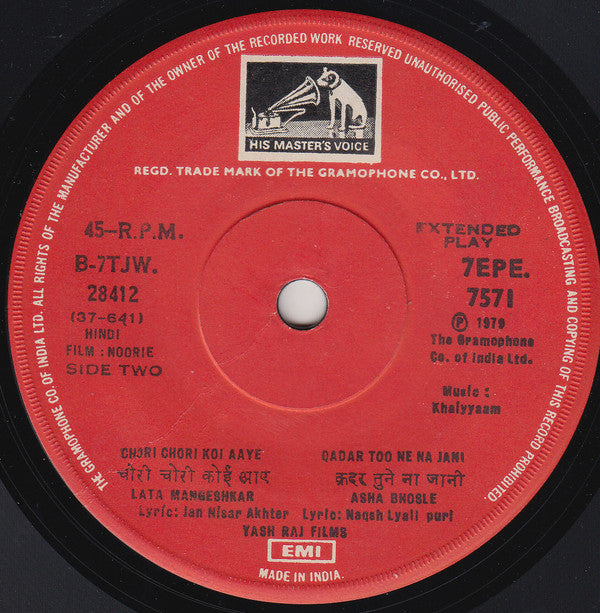 THE GRAMOPHONE CO. OF INDIA LTD. ALL RIGHTS OF THE MANUFACTURER AND OF THE OWNER OF THE RECORDED WORK RESERVED UNAUTHORISED PUBLIC PERFORMANCE BROADCASTING AND COPYING OF THIS RECORD PROHIBITED.
HIS MASTER'S VOICE
REGD. TRADE MARK OF THE GRAMOPHONE CO., LTD.
45-R.P.M.
B-7TJW.
28412
(37-641)
HINDI
FILM : NOORIE
SIDE TWO
EXTENDED
PLAY
7EPE.
7571
Ⓟ 1979
The Gramophone
Co. of India Ltd.
Music :
Khaiyyaam
CHORI CHORI KOI AAYE QADAR TOO NE NA JANI
चोरी चोरी कोई आए क़दर तुने ना जानी
LATA MANGESHKAR ASHA BHOSLE
Lyric: Jan Nisar Akhter Lyric: Naqsh Lyall puri
YASH RAJ FILMS
EMI
MADE IN INDIA.